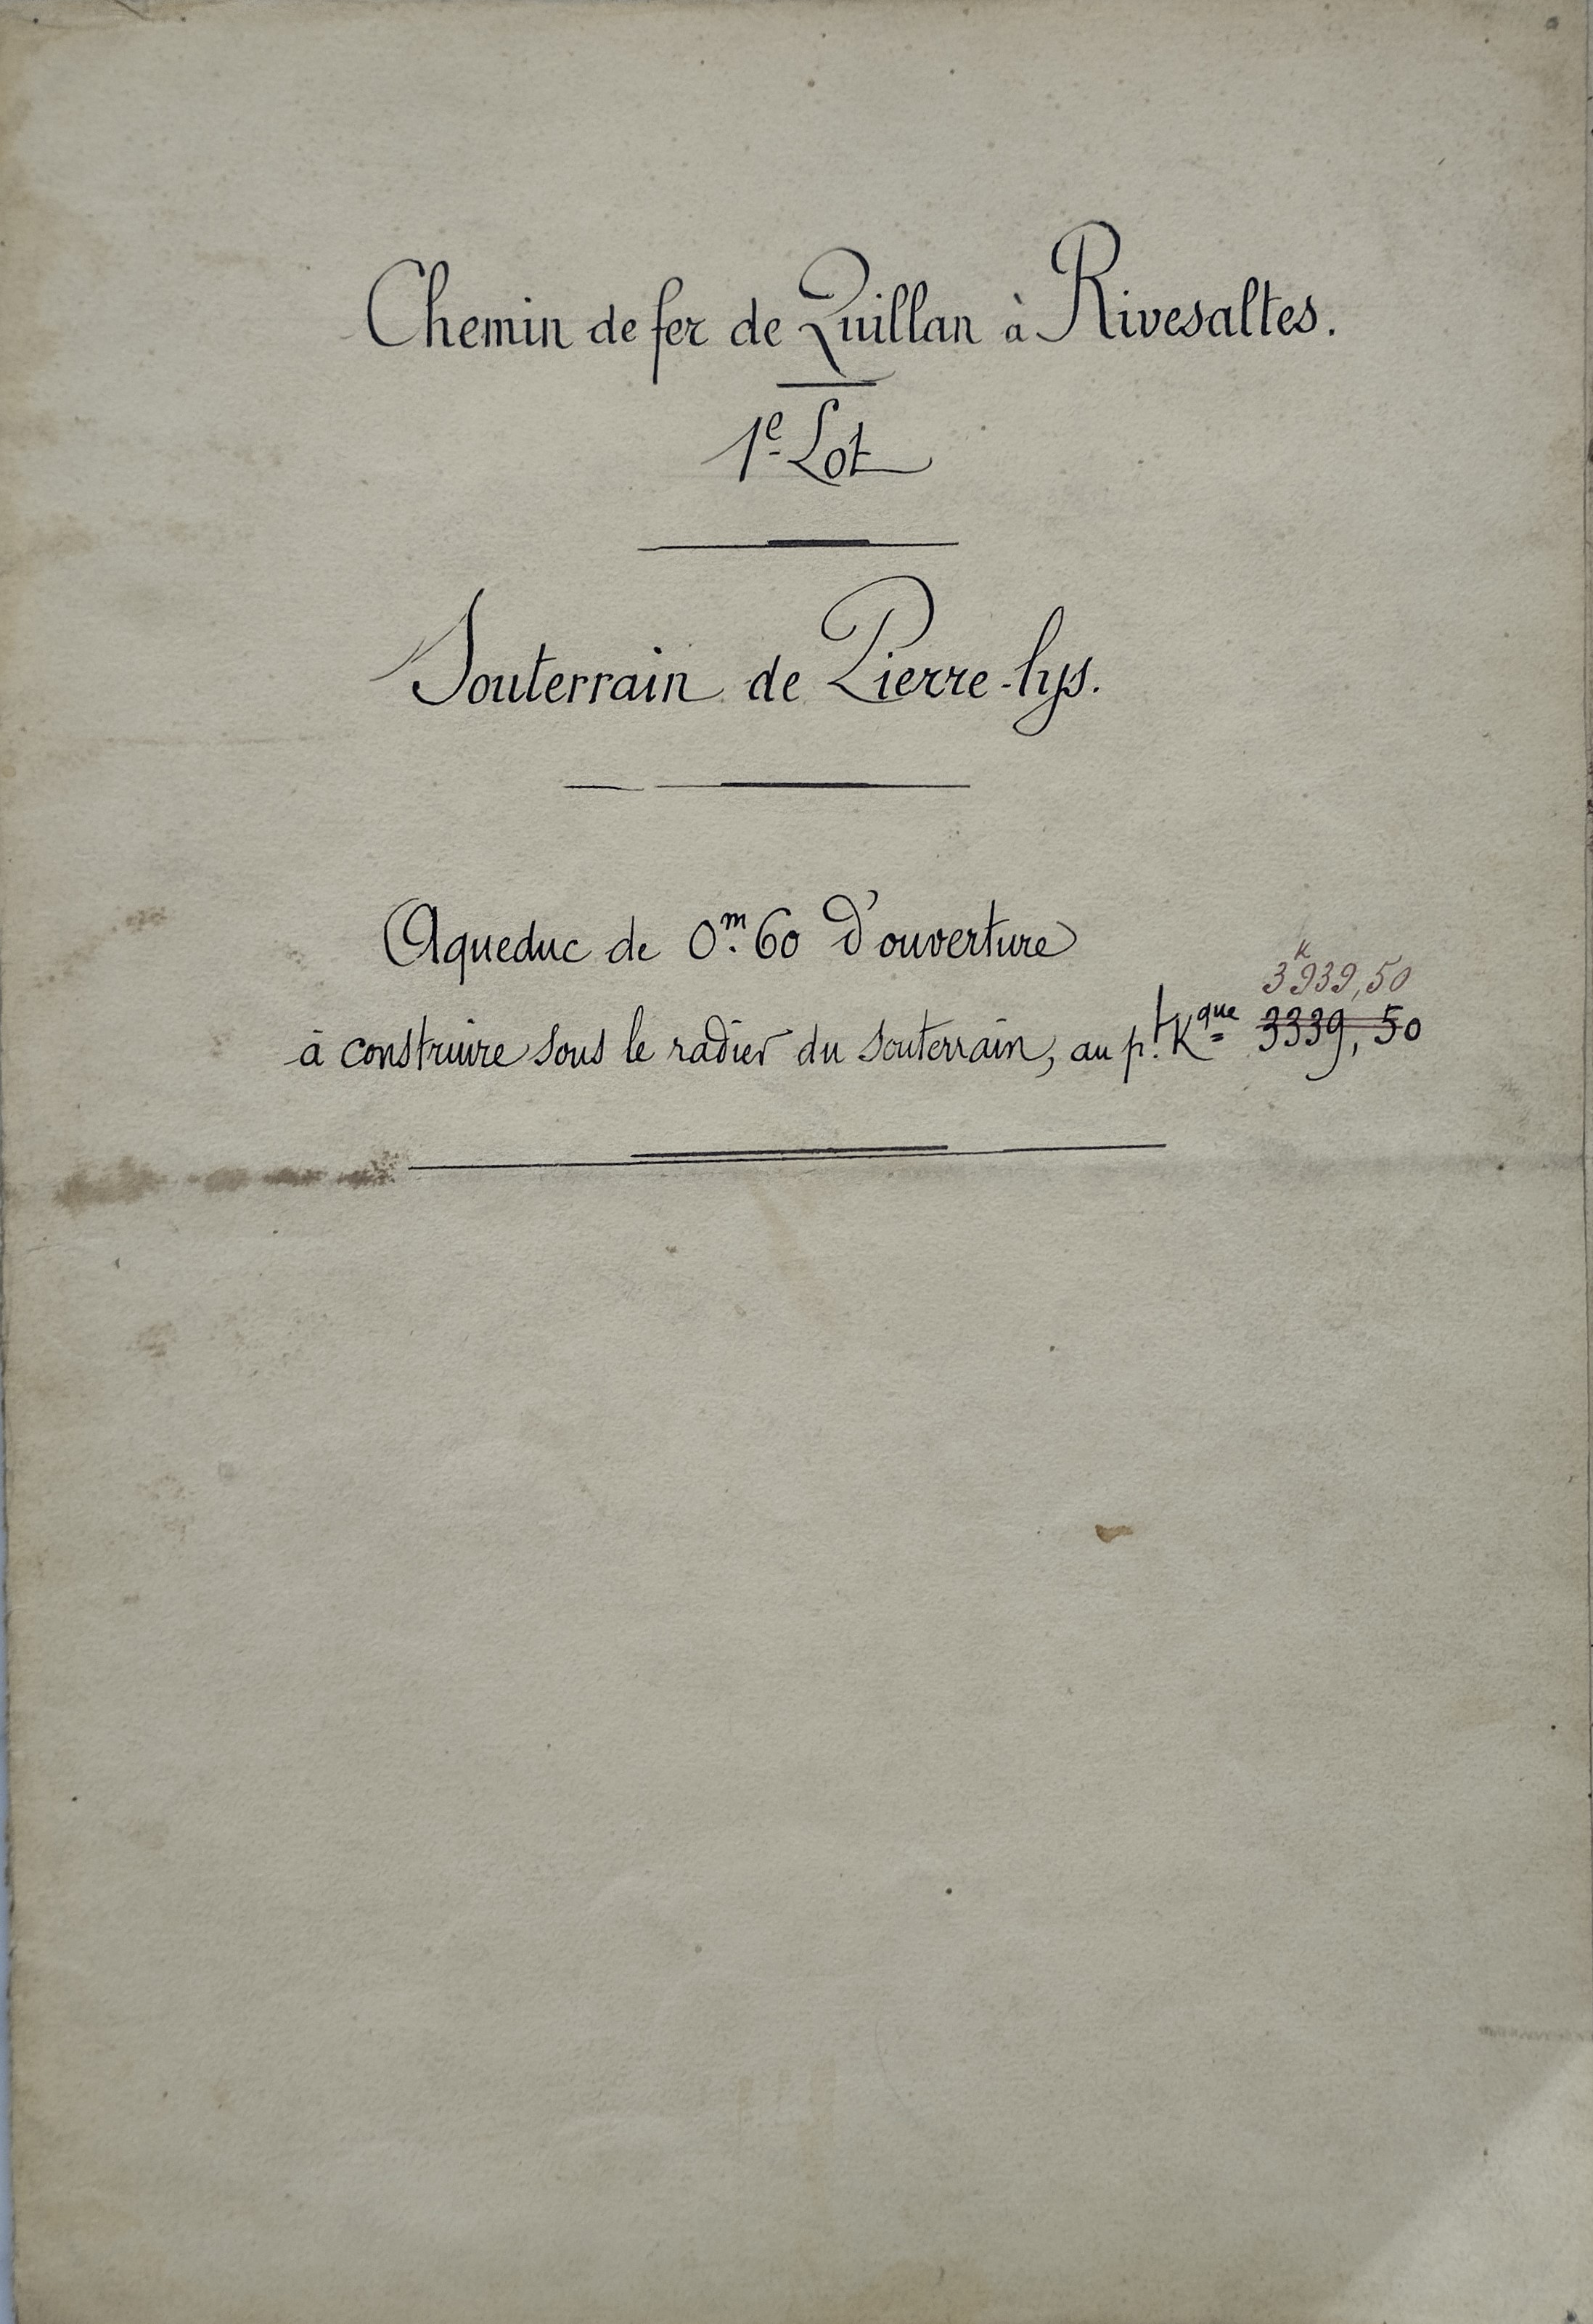 Chemin de fer de Quillan à Rivesaltes.
1e Lot
Souterrain de Pierre-lys.
Aqueduc de 0m.60 d'ouverture
3k939,50
à construire sous le radier du souterrain, au pt. Kque 3339,50